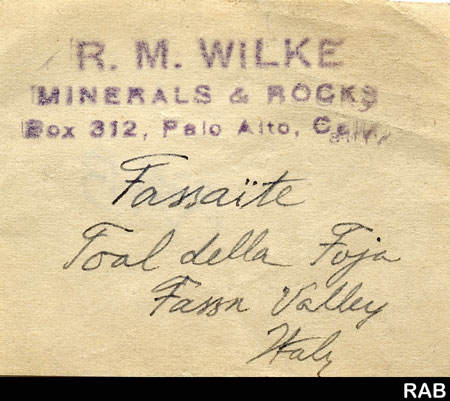 R. M. WILKE
MINERALS & ROCKS
Box 312, Palo Alto, Calif.
Fassaïte
Toal della Foja
Fassa Valley
Italy
RAB